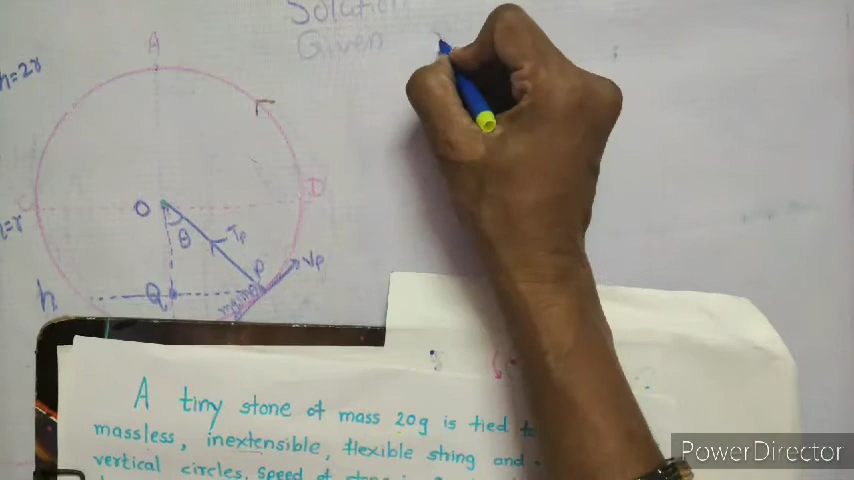 Solution
Given
A
h=2r
D
O
θ
Tp
P
Vp
h=r
Q
h
A tiny stone of mass 20g is tied
massless, inextensible, flexible string and
vertical circles, speed of stone
PowerDirector